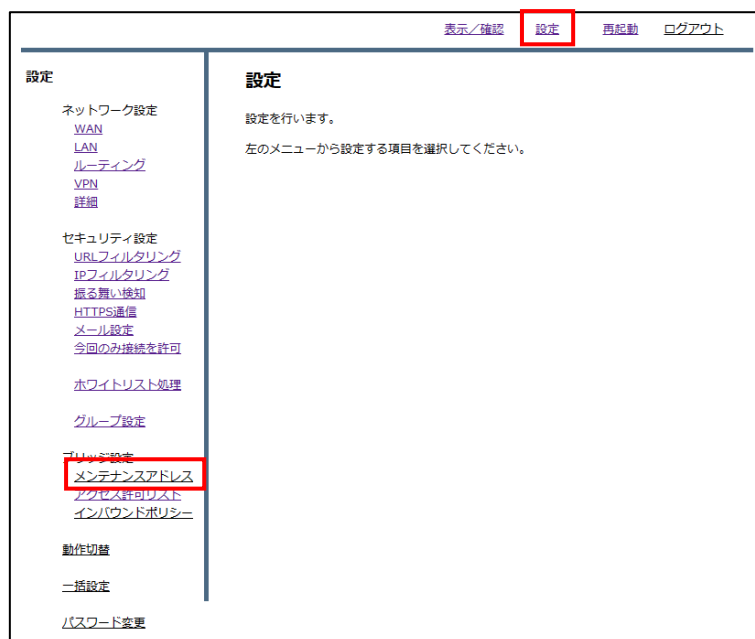 表示／確認 設定 再起動 ログアウト
設定
ネットワーク設定
WAN
LAN
ルーティング
VPN
詳細
セキュリティ設定
URLフィルタリング
IPフィルタリング
振る舞い検知
HTTPS通信
メール設定
今回のみ接続を許可
ホワイトリスト処理
グループ設定
ブリッジ設定
メンテナンスアドレス
アクセス許可リスト
インバウンドポリシー
動作切替
一括設定
パスワード変更
設定
設定を行います。
左のメニューから設定する項目を選択してください。